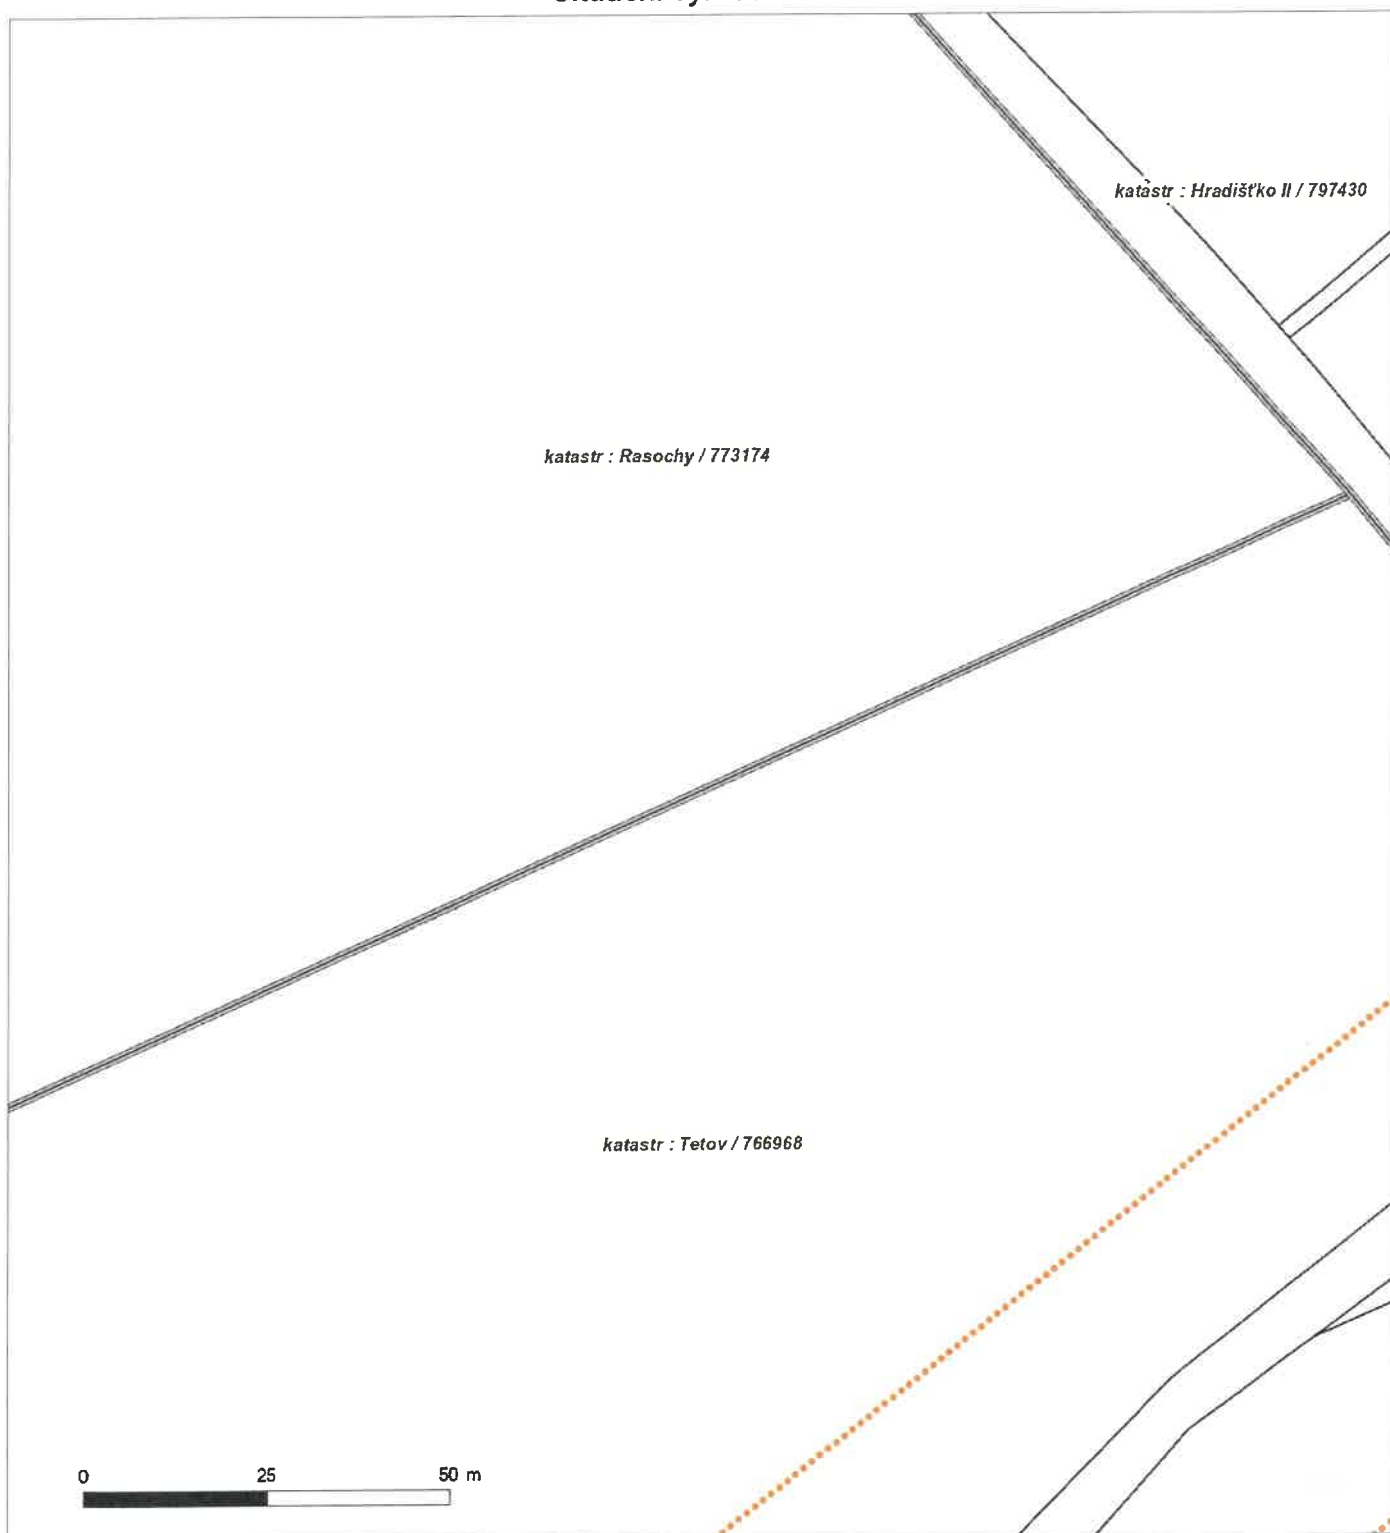 katastr : Hradišťko II / 797430
katastr : Rasochy / 773174
katastr : Tetov / 766968
0 25 50 m